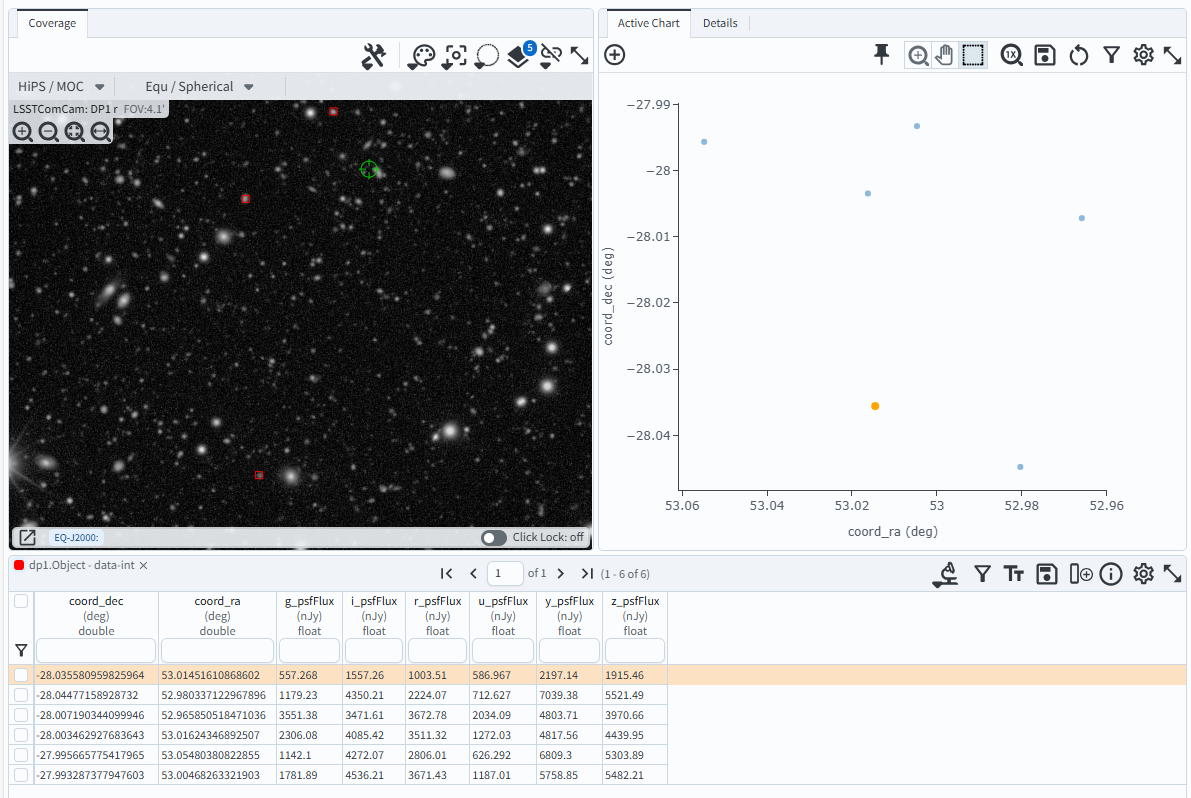 Coverage
5
HiPS / MOC
Equ / Spherical
LSSTComCam: DP1 r FOV:4.1'
EQ-J2000:
Click Lock: off
Active Chart
Details
1X
−27.99
−28
−28.01
−28.02
−28.03
−28.04
coord_dec (deg)
53.06 53.04 53.02 53 52.98 52.96
coord_ra (deg)
dp1.Object - data-int
1 of 1 (1 - 6 of 6)
coord_dec coord_ra g_psfFlux i_psfFlux r_psfFlux u_psfFlux y_psfFlux z_psfFlux
(deg) (deg) (nJy) (nJy) (nJy) (nJy) (nJy) (nJy)
double double float float float float float float
-28.035580959825964 53.01451610868602 557.268 1557.26 1003.51 586.967 2197.14 1915.46
-28.04477158928732 52.980337122967896 1179.23 4350.21 2224.07 712.627 7039.38 5521.49
-28.007190344099946 52.965850518471036 3551.38 3471.61 3672.78 2034.09 4803.71 3970.66
-28.003462927683643 53.01624346892507 2306.08 4085.42 3511.32 1272.03 4817.56 4439.95
-27.995665775417965 53.05480380822855 1142.1 4272.07 2806.01 626.292 6809.3 5303.89
-27.993287377947603 53.00468263321903 1781.89 4536.21 3671.43 1187.01 5758.85 5482.21